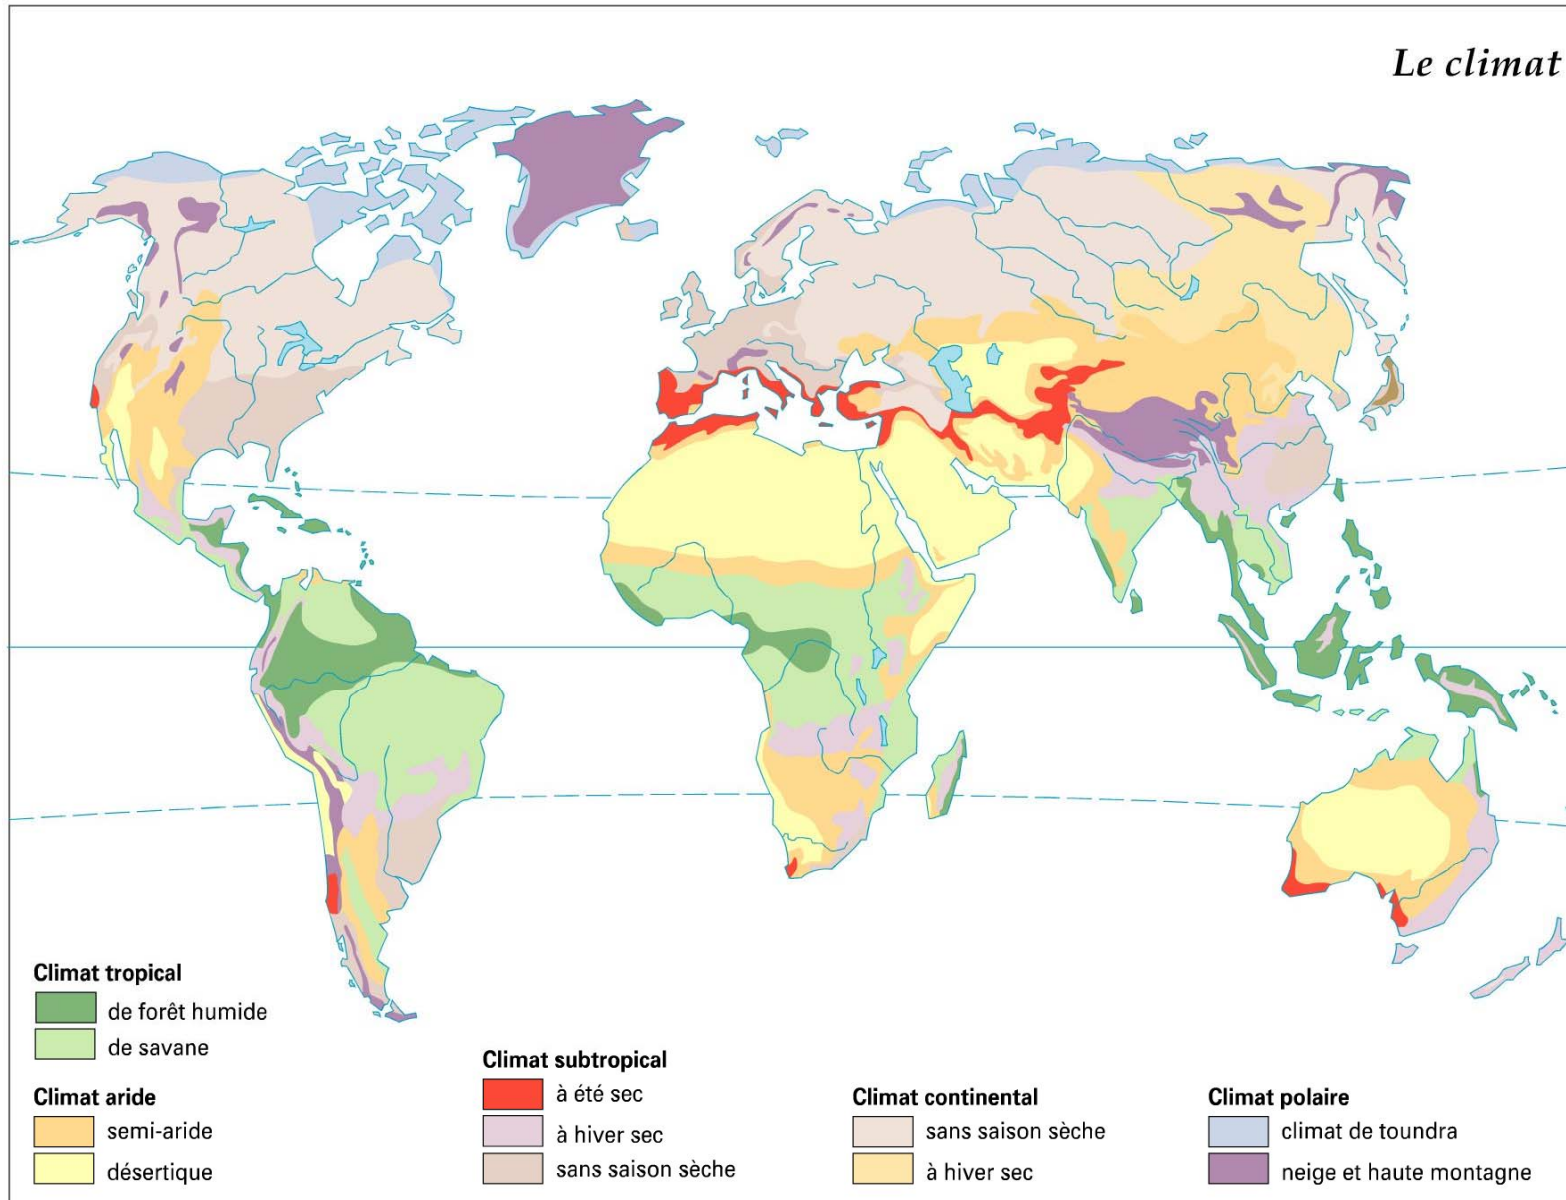 Le climat
Climat tropical
de forêt humide
de savane
Climat aride
semi-aride
désertique
Climat subtropical
à été sec
à hiver sec
sans saison sèche
Climat continental
sans saison sèche
à hiver sec
Climat polaire
climat de toundra
neige et haute montagne